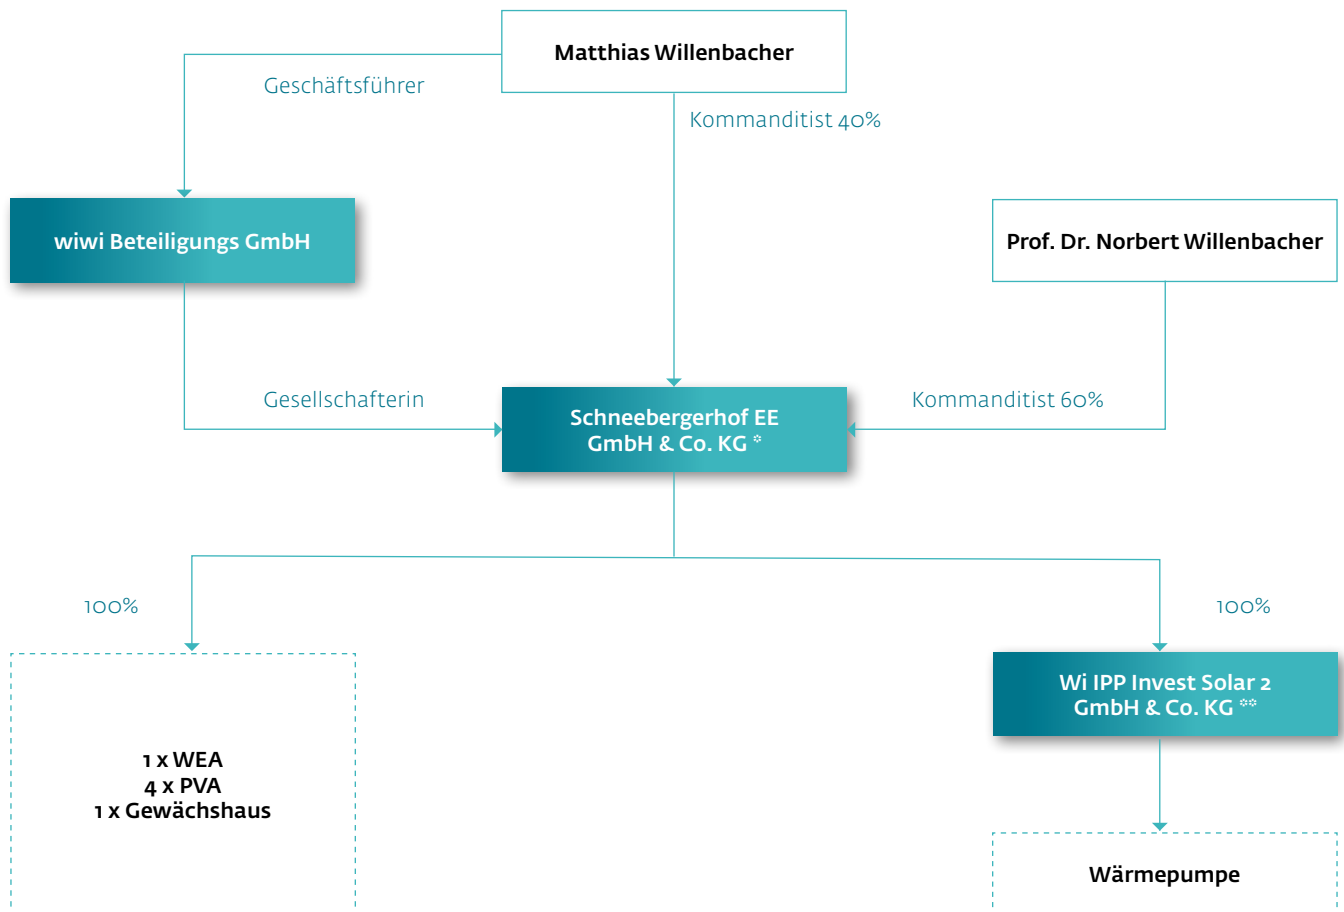 Matthias Willenbacher
Geschäftsführer
Kommanditist 40%
wiwi Beteiligungs GmbH
Prof. Dr. Norbert Willenbacher
Gesellschafterin
Schneebergerhof EE
GmbH & Co. KG *
Kommanditist 60%
100%
100%
Wi IPP Invest Solar 2
GmbH & Co. KG **
1 x WEA
4 x PVA
1 x Gewächshaus
Wärmepumpe